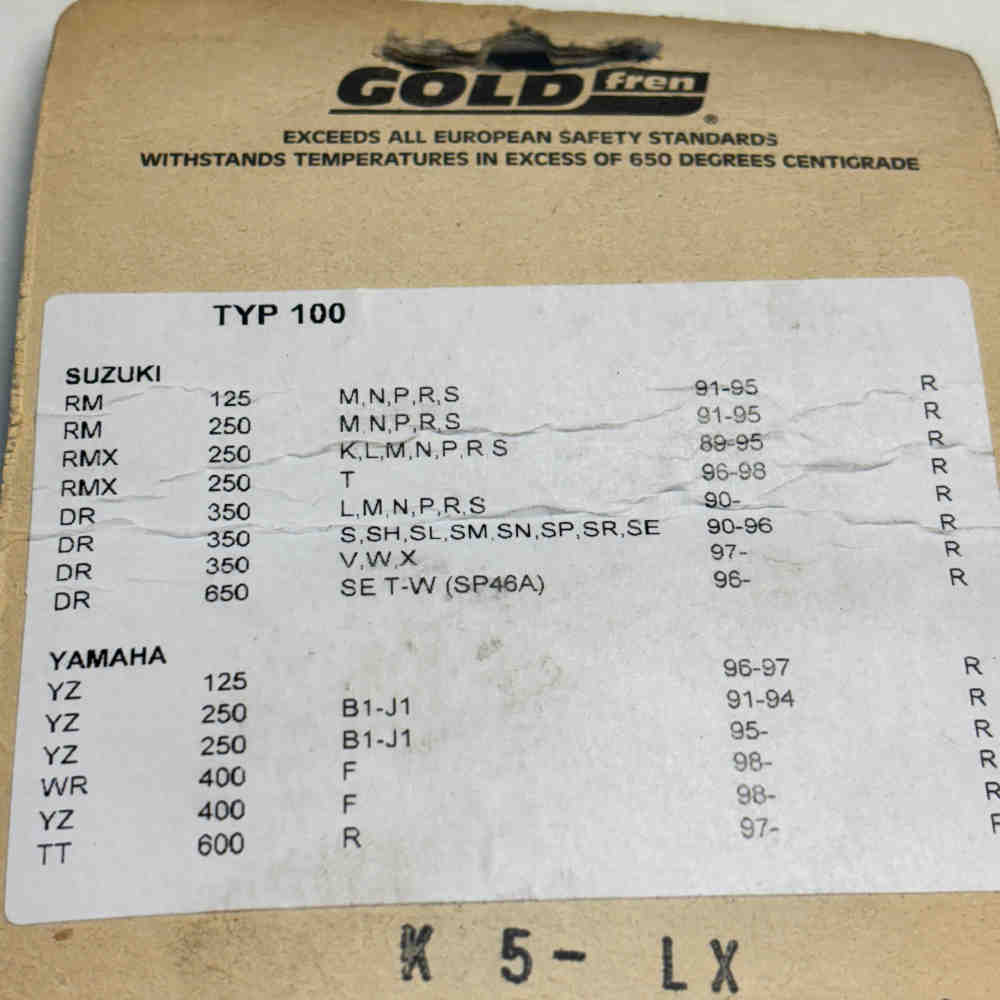 GOLD fren®
EXCEEDS ALL EUROPEAN SAFETY STANDARDS
WITHSTANDS TEMPERATURES IN EXCESS OF 650 DEGREES CENTIGRADE
TYP 100
SUZUKI
RM 125 M,N,P,R,S 91-95 R
RM 250 M,N,P,R,S 91-95 R
RMX 250 K,L,M,N,P,R S 89-95 R
RMX 250 T 96-98 R
DR 350 L,M,N,P,R,S 90- R
DR 350 S,SH,SL,SM,SN,SP,SR,SE 90-96 R
DR 350 V,W,X 97- R
DR 650 SE T-W (SP46A) 96- R
YAMAHA
YZ 125 96-97 R
YZ 250 B1-J1 91-94 R
YZ 250 B1-J1 95- R
WR 400 F 98- R
YZ 400 F 98- R
TT 600 R 97- R
K 5- LX